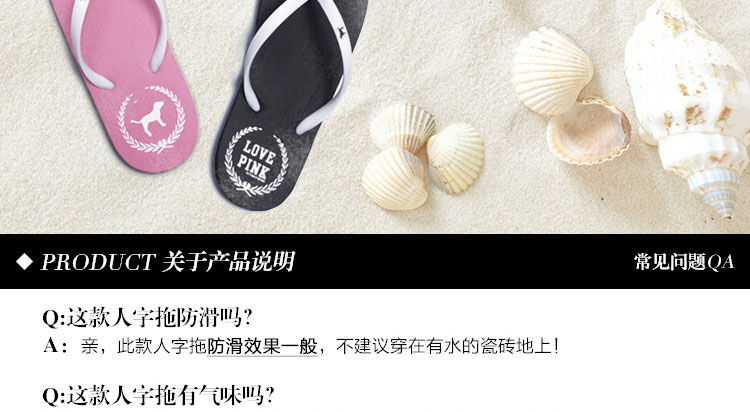 LOVE
PINK
◆ PRODUCT 关于产品说明 常见问题QA
Q:这款人字拖防滑吗?
A：亲，此款人字拖防滑效果一般，不建议穿在有水的瓷砖地上!
Q:这款人字拖有气味吗?